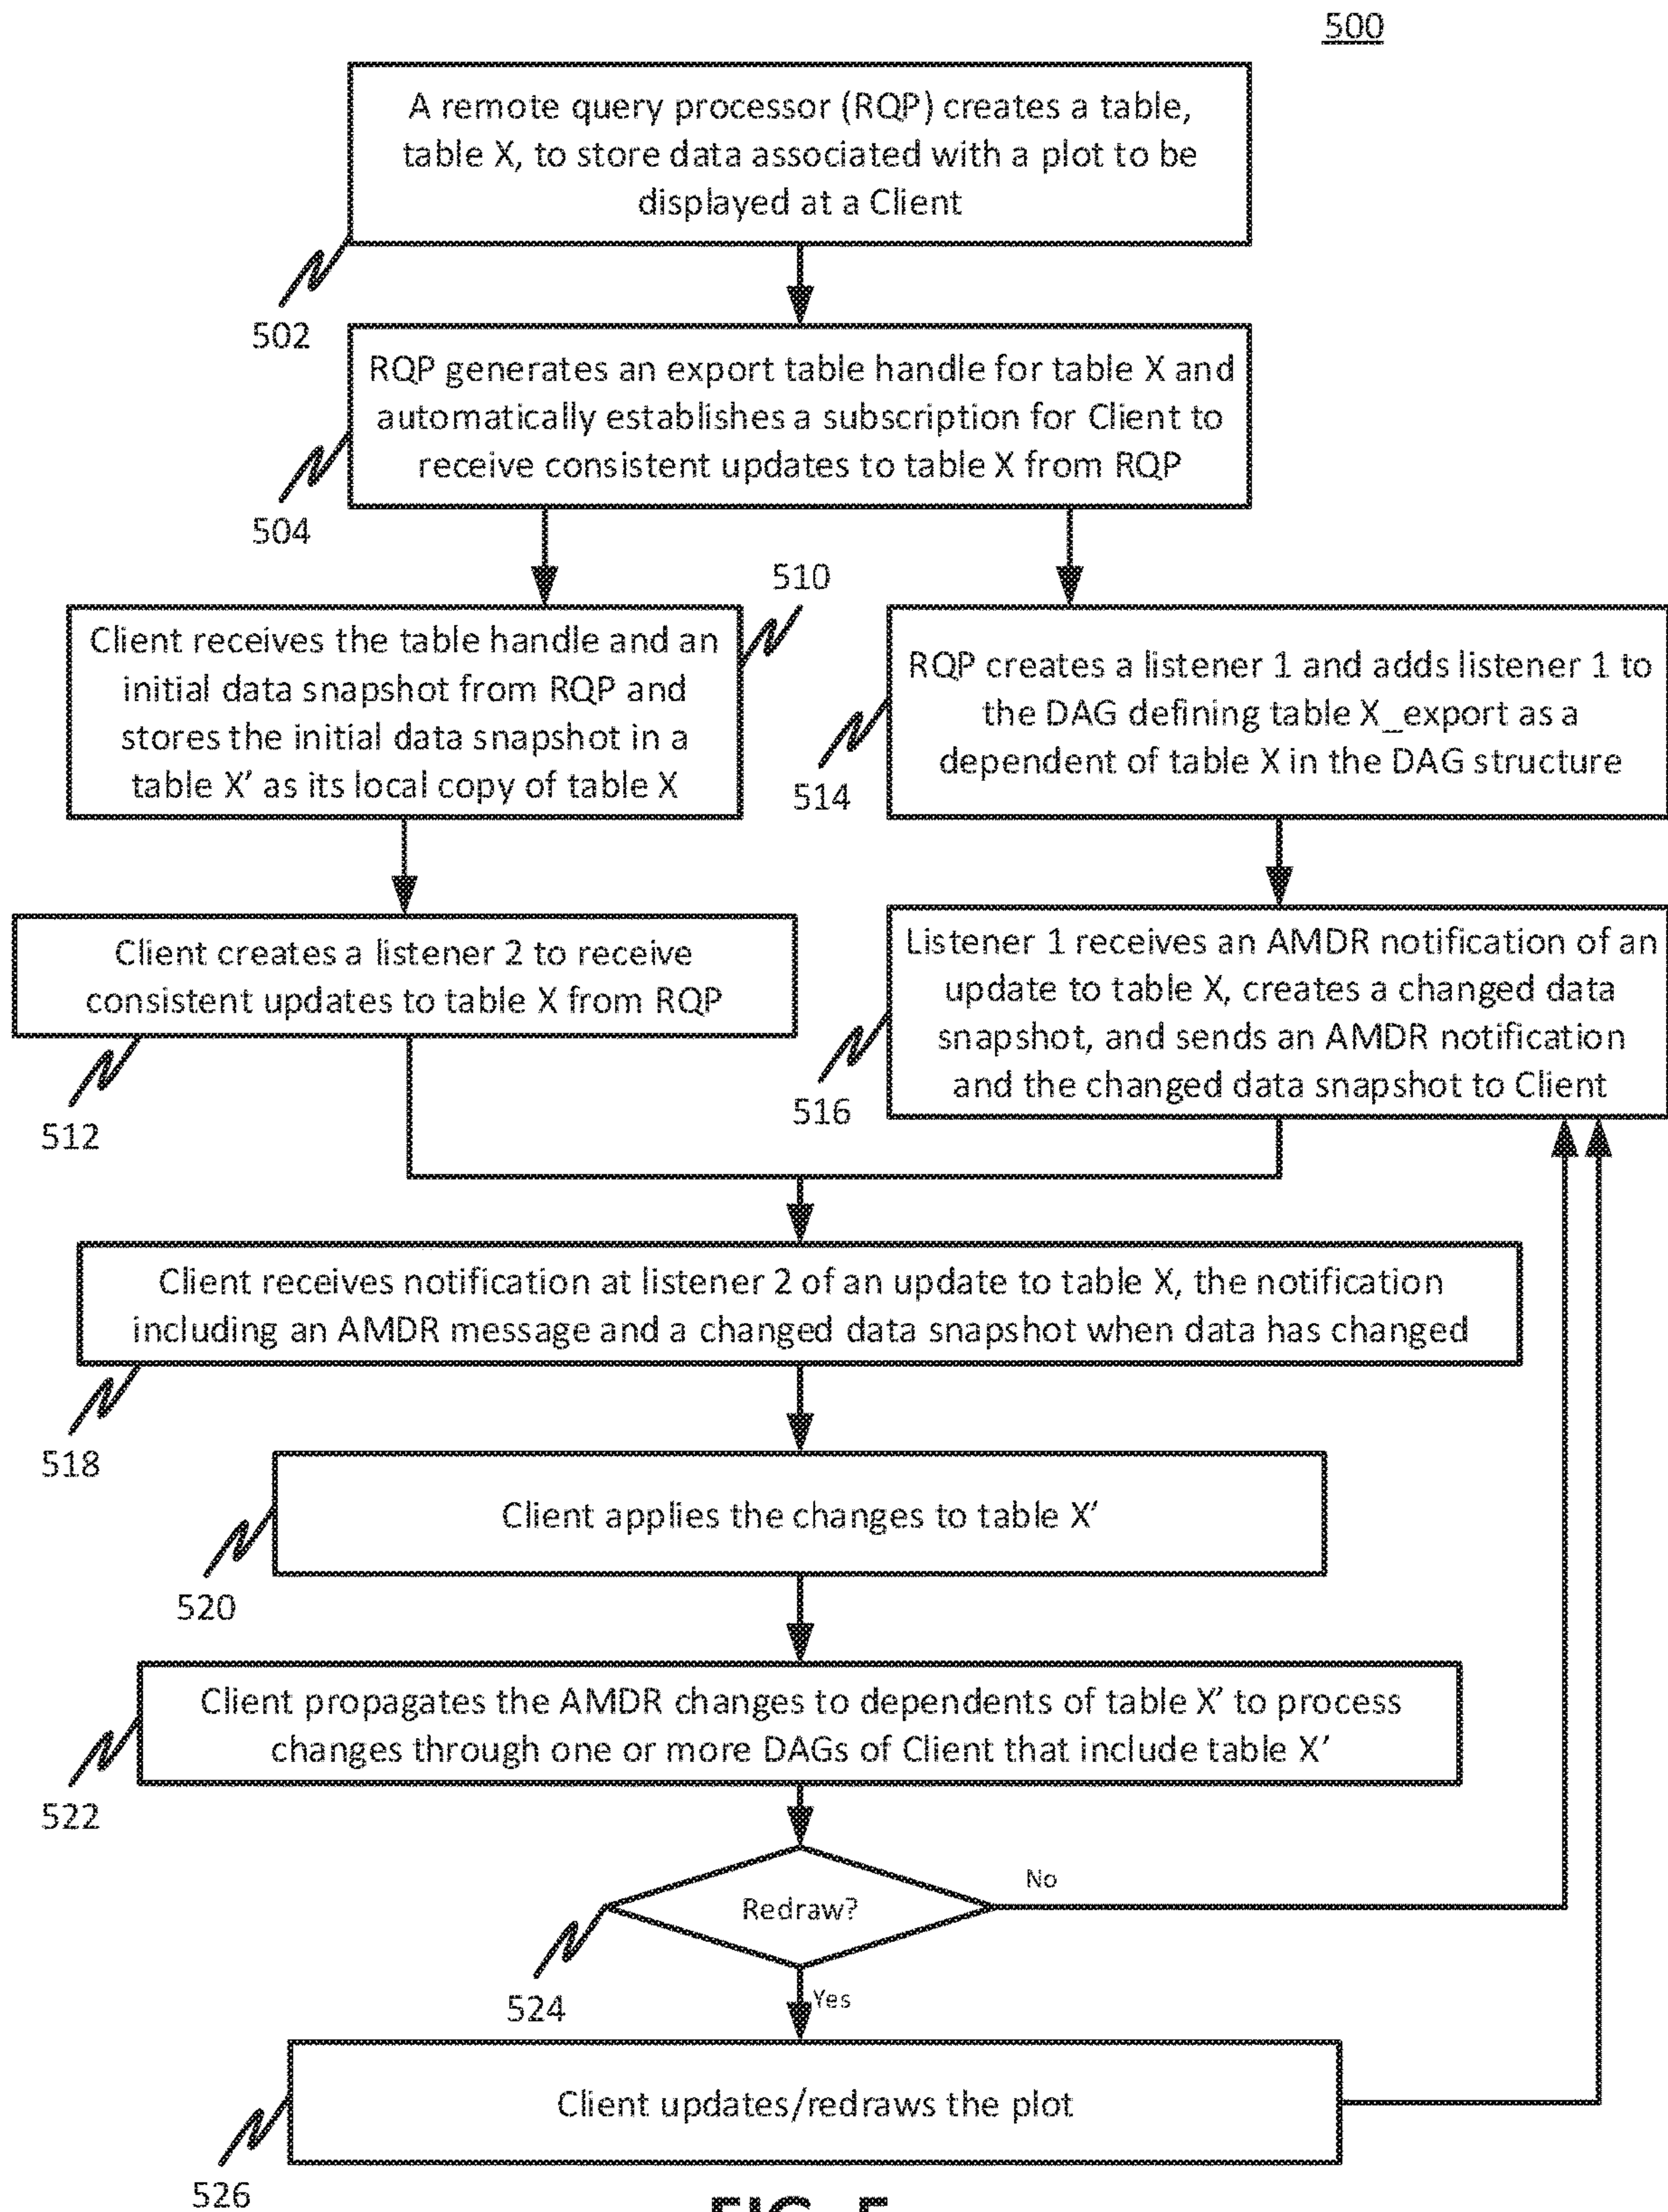 500
A remote query processor (RQP) creates a table,
table X, to store data associated with a plot to be
displayed at a Client
502
RQP generates an export table handle for table X and
automatically establishes a subscription for Client to
receive consistent updates to table X from RQP
504
510
Client receives the table handle and an
initial data snapshot from RQP and
stores the initial data snapshot in a
table X’ as its local copy of table X
RQP creates a listener 1 and adds listener 1 to
the DAG defining table X_export as a
dependent of table X in the DAG structure
514
Client creates a listener 2 to receive
consistent updates to table X from RQP
512
Listener 1 receives an AMDR notification of an
update to table X, creates a changed data
snapshot, and sends an AMDR notification
and the changed data snapshot to Client
516
Client receives notification at listener 2 of an update to table X, the notification
including an AMDR message and a changed data snapshot when data has changed
518
Client applies the changes to table X’
520
Client propagates the AMDR changes to dependents of table X’ to process
changes through one or more DAGs of Client that include table X’
522
Redraw?
No
524
Yes
Client updates/redraws the plot
526
FIG. 5